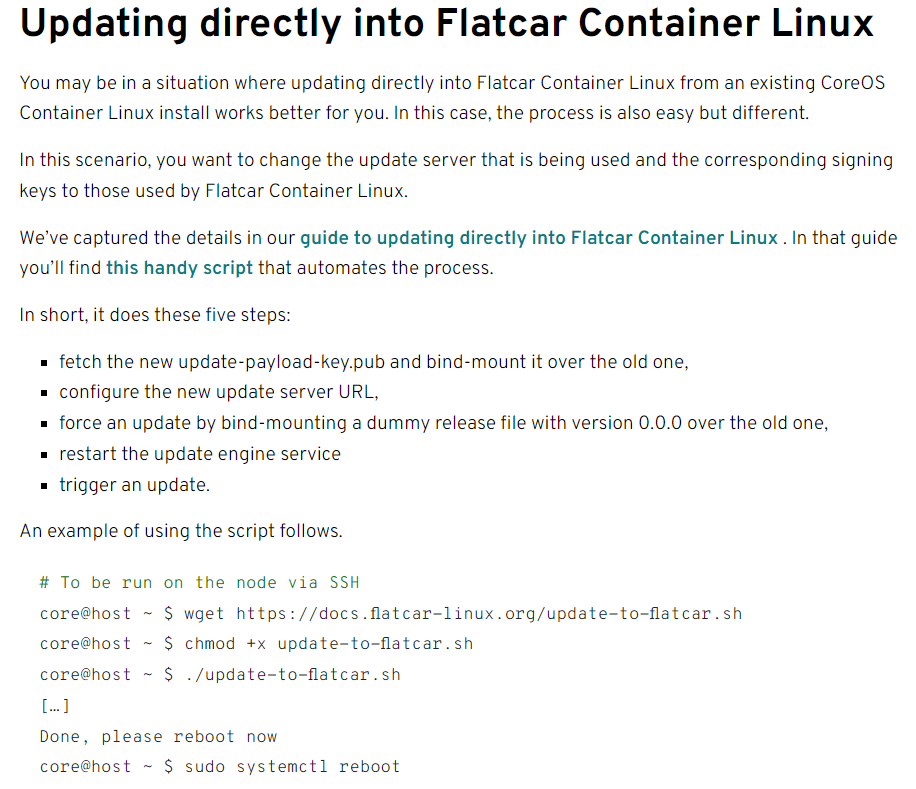 Updating directly into Flatcar Container Linux
You may be in a situation where updating directly into Flatcar Container Linux from an existing CoreOS
Container Linux install works better for you. In this case, the process is also easy but different.
In this scenario, you want to change the update server that is being used and the corresponding signing
keys to those used by Flatcar Container Linux.
We’ve captured the details in our guide to updating directly into Flatcar Container Linux . In that guide
you’ll find this handy script that automates the process.
In short, it does these five steps:
▪ fetch the new update-payload-key.pub and bind-mount it over the old one,
▪ configure the new update server URL,
▪ force an update by bind-mounting a dummy release file with version 0.0.0 over the old one,
▪ restart the update engine service
▪ trigger an update.
An example of using the script follows.
# To be run on the node via SSH
core@host ~ $ wget https://docs.flatcar-linux.org/update-to-flatcar.sh
core@host ~ $ chmod +x update-to-flatcar.sh
core@host ~ $ ./update-to-flatcar.sh
[…]
Done, please reboot now
core@host ~ $ sudo systemctl reboot